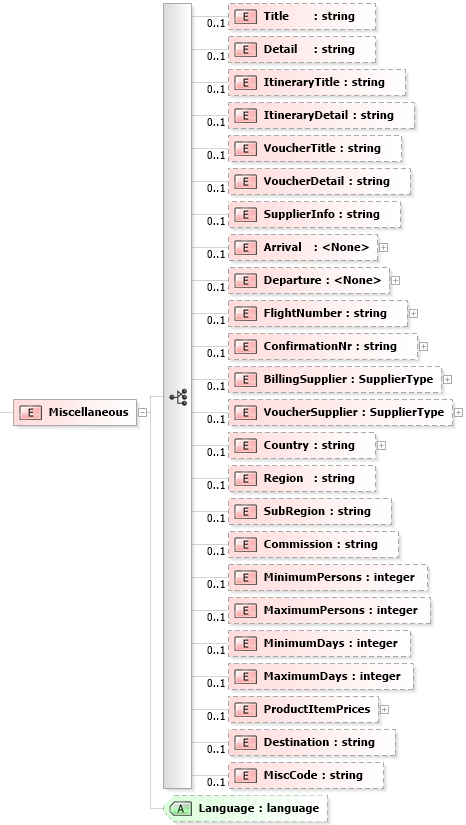 E Title : string
0..1
E Detail : string
0..1
E ItineraryTitle : string
0..1
E ItineraryDetail : string
0..1
E VoucherTitle : string
0..1
E VoucherDetail : string
0..1
E SupplierInfo : string
0..1
E Arrival : <None>
0..1
E Departure : <None>
0..1
E FlightNumber : string
0..1
E ConfirmationNr : string
0..1
E BillingSupplier : SupplierType
0..1
E Miscellaneous
E VoucherSupplier : SupplierType
0..1
E Country : string
0..1
E Region : string
0..1
E SubRegion : string
0..1
E Commission : string
0..1
E MinimumPersons : integer
0..1
E MaximumPersons : integer
0..1
E MinimumDays : integer
0..1
E MaximumDays : integer
0..1
E ProductItemPrices
0..1
E Destination : string
0..1
E MiscCode : string
0..1
A Language : language